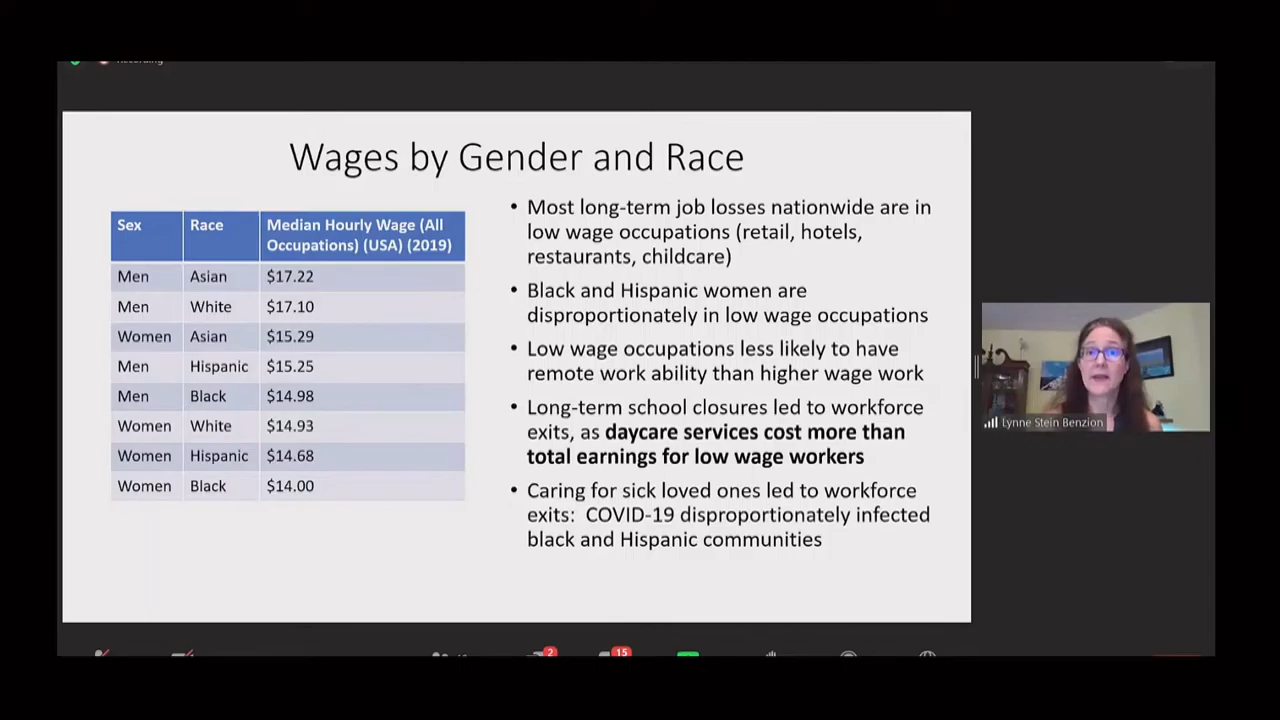 Recording
Wages by Gender and Race
Sex Race Median Hourly Wage (All
Occupations) (USA) (2019)
Men Asian $17.22
Men White $17.10
Women Asian $15.29
Men Hispanic $15.25
Men Black $14.98
Women White $14.93
Women Hispanic $14.68
Women Black $14.00
• Most long-term job losses nationwide are in
low wage occupations (retail, hotels,
restaurants, childcare)
• Black and Hispanic women are
disproportionately in low wage occupations
• Low wage occupations less likely to have
remote work ability than higher wage work
• Long-term school closures led to workforce
exits, as daycare services cost more than
total earnings for low wage workers
• Caring for sick loved ones led to workforce
exits: COVID-19 disproportionately infected
black and Hispanic communities
Lynne Stein Benzion
2
15